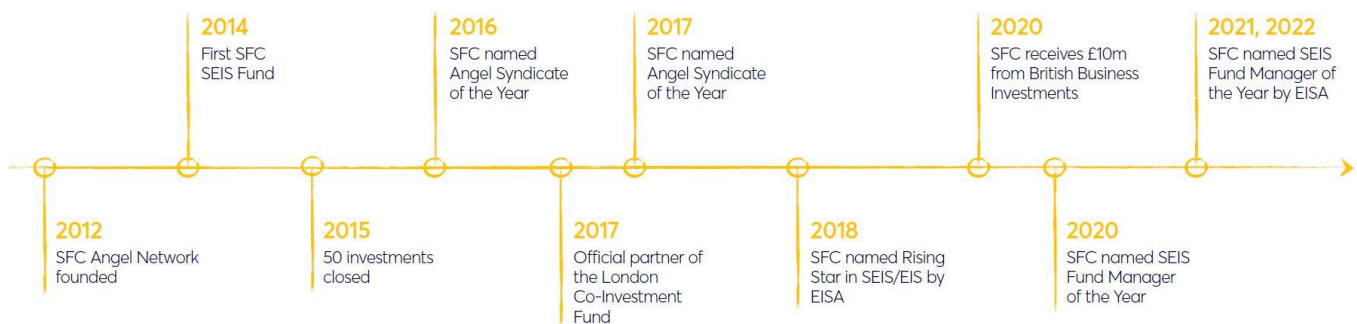 2014
First SFC
SEIS Fund
2016
SFC named
Angel Syndicate
of the Year
2017
SFC named
Angel Syndicate
of the Year
2020
SFC receives £10m
from British Business
Investments
2021, 2022
SFC named SEIS
Fund Manager of
the Year by EISA
2012
SFC Angel Network
founded
2015
50 investments
closed
2017
Official partner of
the London
Co-Investment
Fund
2018
SFC named Rising
Star in SEIS/EIS by
EISA
2020
SFC named SEIS
Fund Manager
of the Year